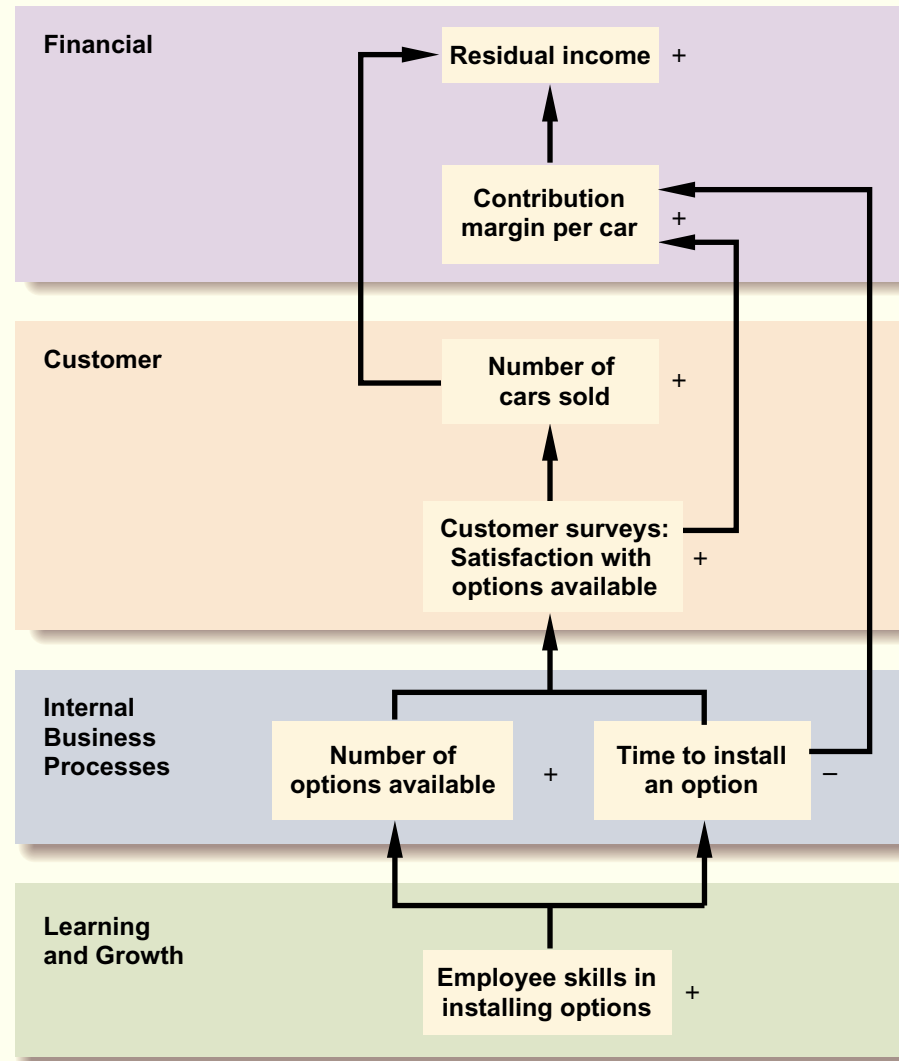 Financial
Residual income +
Contribution
margin per car +
Customer
Number of
cars sold +
Customer surveys:
Satisfaction with
options available +
Internal
Business
Processes
Number of
options available +
Time to install
an option −
Learning
and Growth
Employee skills in
installing options +